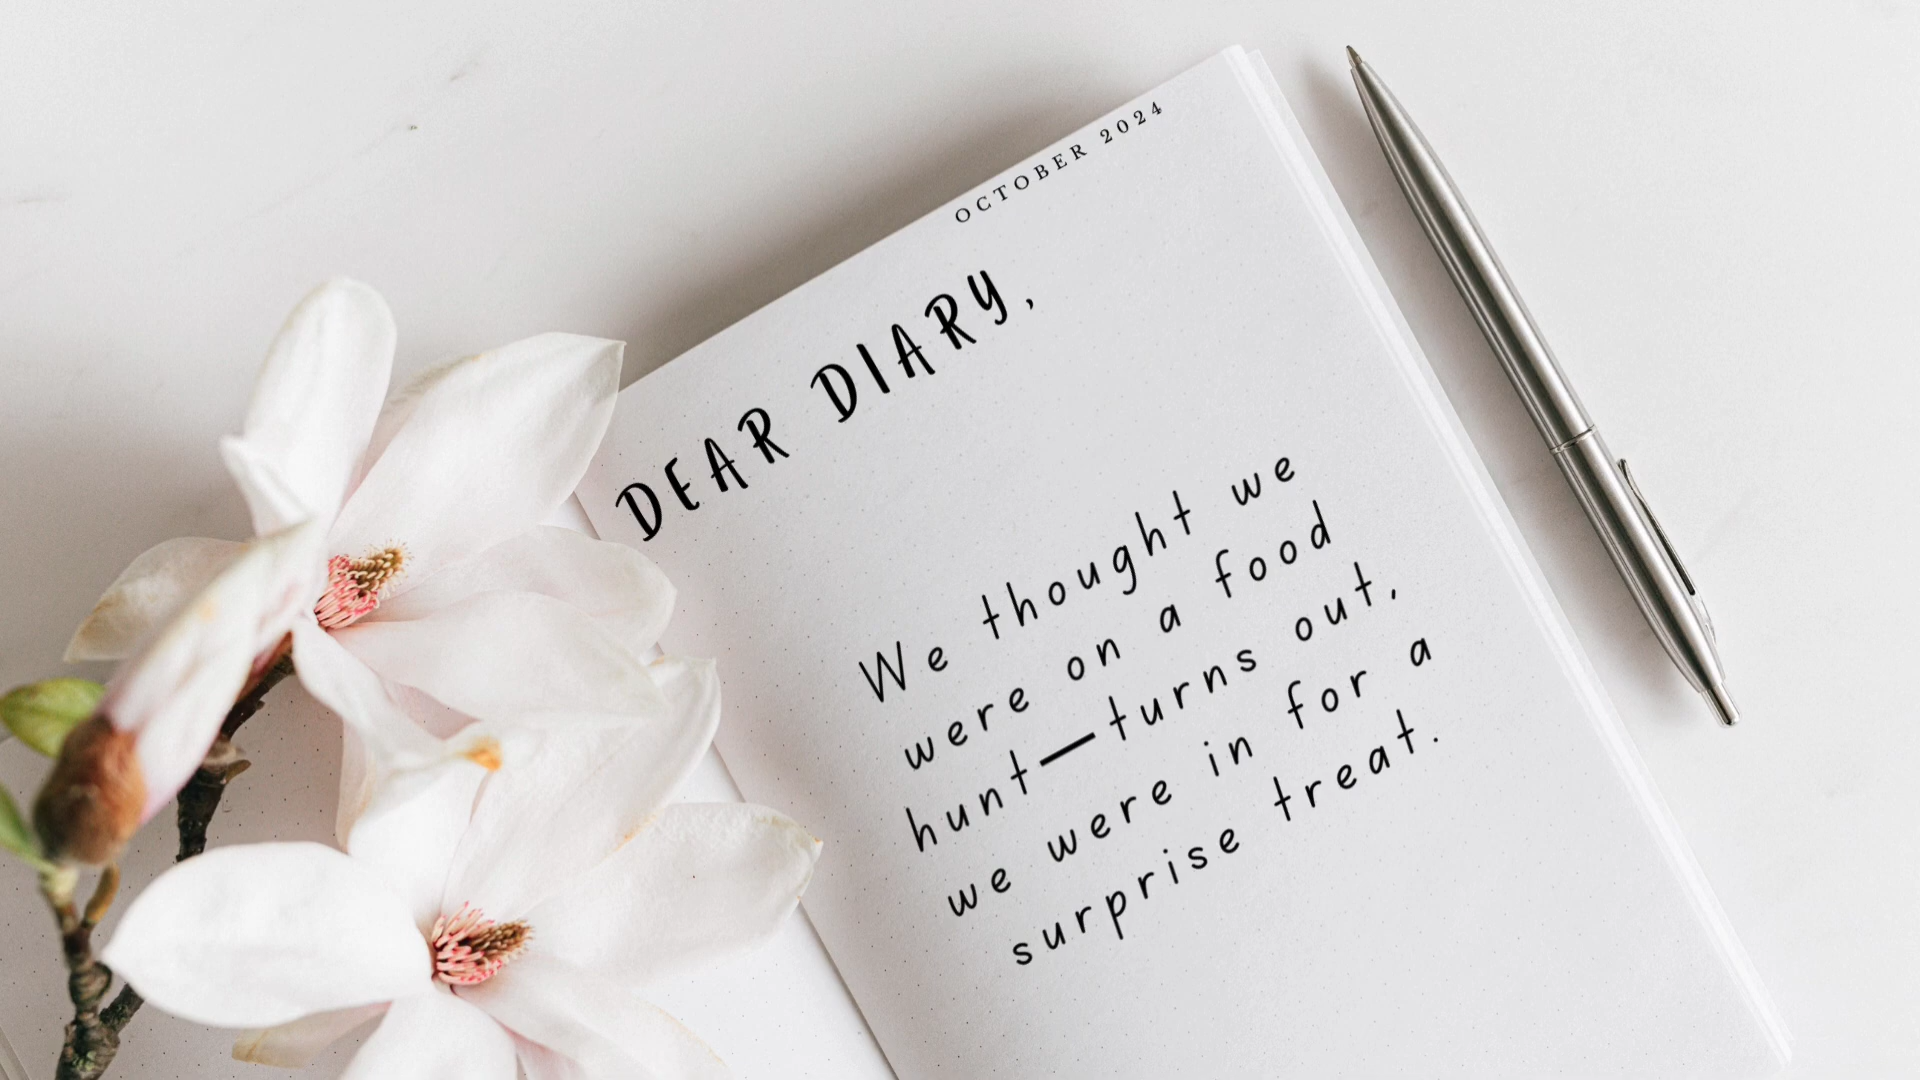 OCTOBER 2024
DEAR DIARY,
We thought we
were on a food
hunt—turns out,
we were in for a
surprise treat.